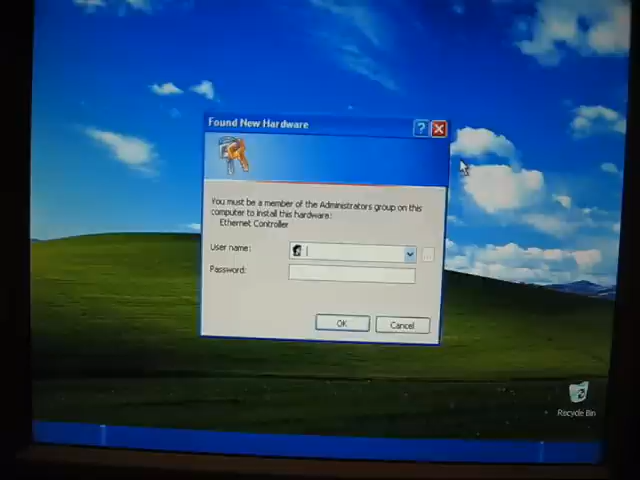 Found New Hardware
You must be a member of the Administrators group on this
computer to install this hardware:
Ethernet Controller
User name:
Password:
OK
Cancel
Recycle Bin